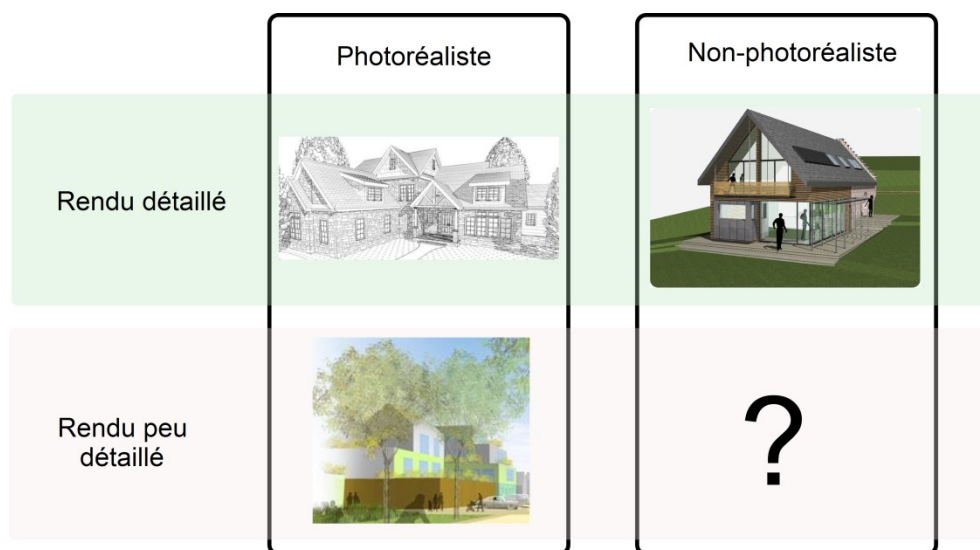 Photoréaliste
Non-photoréaliste
Rendu détaillé
Rendu peu
détaillé
?